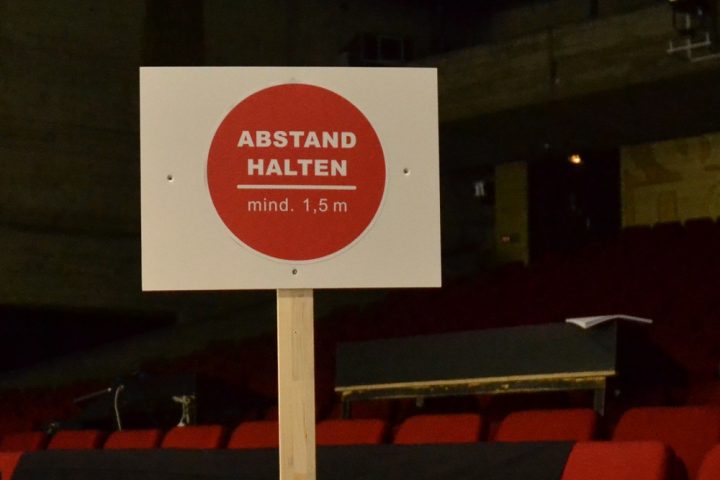 ABSTAND
HALTEN
mind. 1,5 m